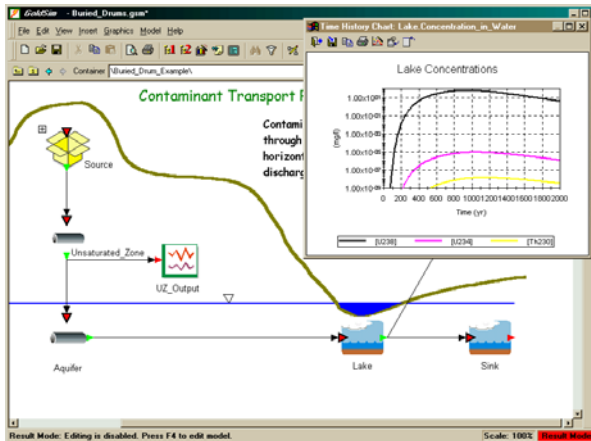 GoldSim - Buried_Drums.gsm*
File Edit View Insert Graphics Model Help
Container \Buried_Drum_Example\
Contaminant Transport
Contami
through
horizont
discharg
Source
Unsaturated_Zone
UZ_Output
Aquifer
Lake
Sink
Time History Chart: Lake Concentration_in_Water
Lake Concentrations
(mg/l)
0 200 400 600 800 1000 1200 1400 1600 1800 2000
Time (yr)
[U238] [U234] [Th230]
Result Mode: Editing is disabled. Press F4 to edit model.
Scale: 100% Result Mode